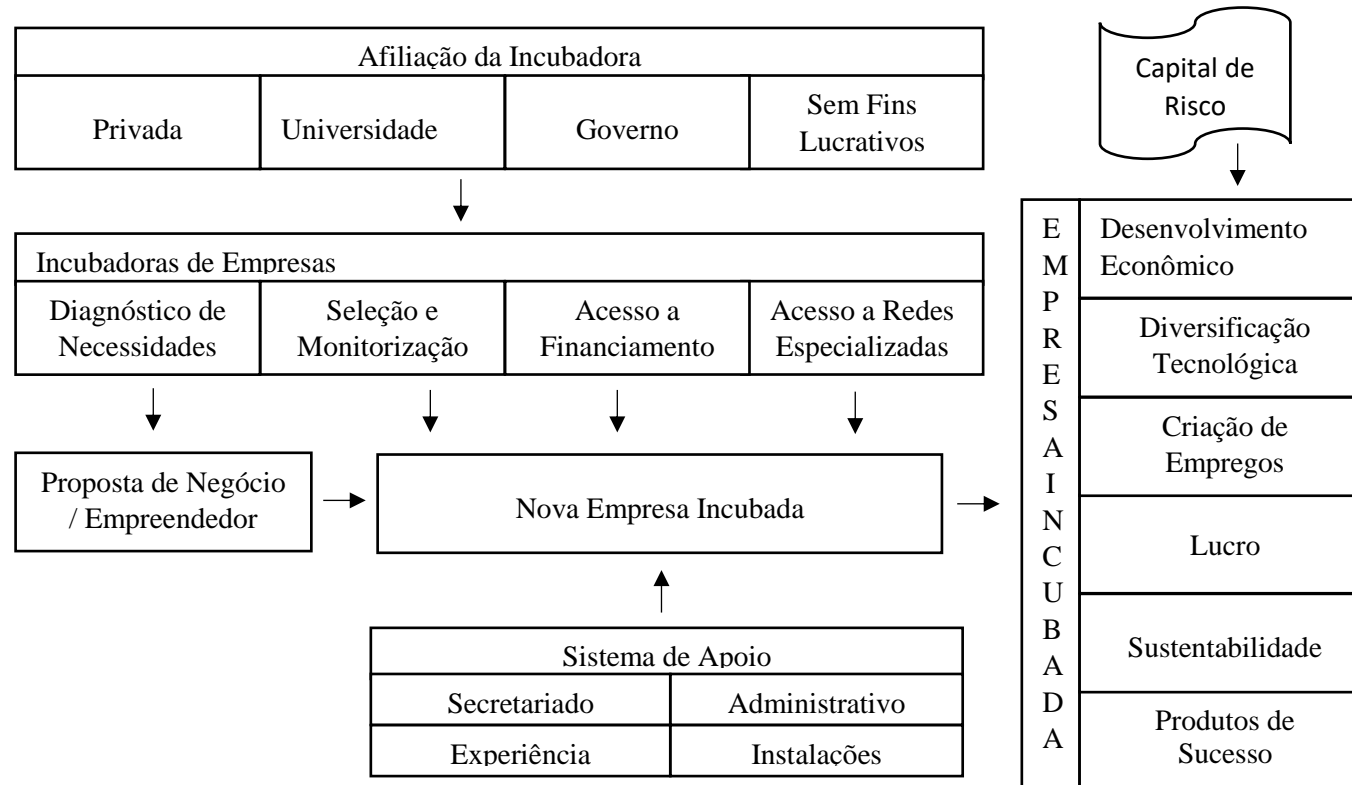 Afiliação da Incubadora
Privada
Universidade
Governo
Sem Fins
Lucrativos
Capital de
Risco
Incubadoras de Empresas
Diagnóstico de
Necessidades
Seleção e
Monitorização
Acesso a
Financiamento
Acesso a Redes
Especializadas
Proposta de Negócio
/ Empreendedor
Nova Empresa Incubada
Sistema de Apoio
Secretariado
Administrativo
Experiência
Instalações
E
M
P
R
E
S
A
I
N
C
U
B
A
D
A
Desenvolvimento
Econômico
Diversificação
Tecnológica
Criação de
Empregos
Lucro
Sustentabilidade
Produtos de
Sucesso